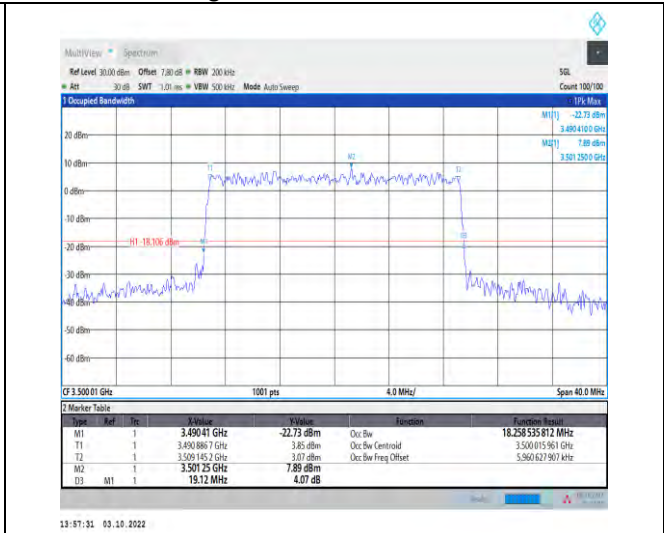 MultiView Spectrum
Ref Level 30.00 dBm Offset 7.80 dB RBW 200 kHz SGL
Att 30 dB SWT 1.01 ms VBW 500 kHz Mode Auto Sweep Count 100/100
1 Occupied Bandwidth 1Pk Max
M1[1] -22.73 dBm
3.490 410 0 GHz
M2[1] 7.89 dBm
3.501 250 0 GHz
20 dBm
10 dBm
0 dBm
-10 dBm
-20 dBm
-30 dBm
-40 dBm
-50 dBm
-60 dBm
T1 M2 T2
H1 -18.106 dBm M1 D3
CF 3.500 01 GHz 1001 pts 4.0 MHz/ Span 40.0 MHz
2 Marker Table
Type Ref Trc X-Value Y-Value Function Function Result
M1 1 3.490 41 GHz -22.73 dBm Occ Bw 18.258 535 812 MHz
T1 1 3.490 886 7 GHz 3.85 dBm Occ Bw Centroid 3.500 015 961 GHz
T2 1 3.509 145 2 GHz 3.07 dBm Occ Bw Freq Offset 5.960 627 907 kHz
M2 1 3.501 25 GHz 7.89 dBm
D3 M1 1 19.12 MHz 4.07 dB
13:57:31 03.10.2022